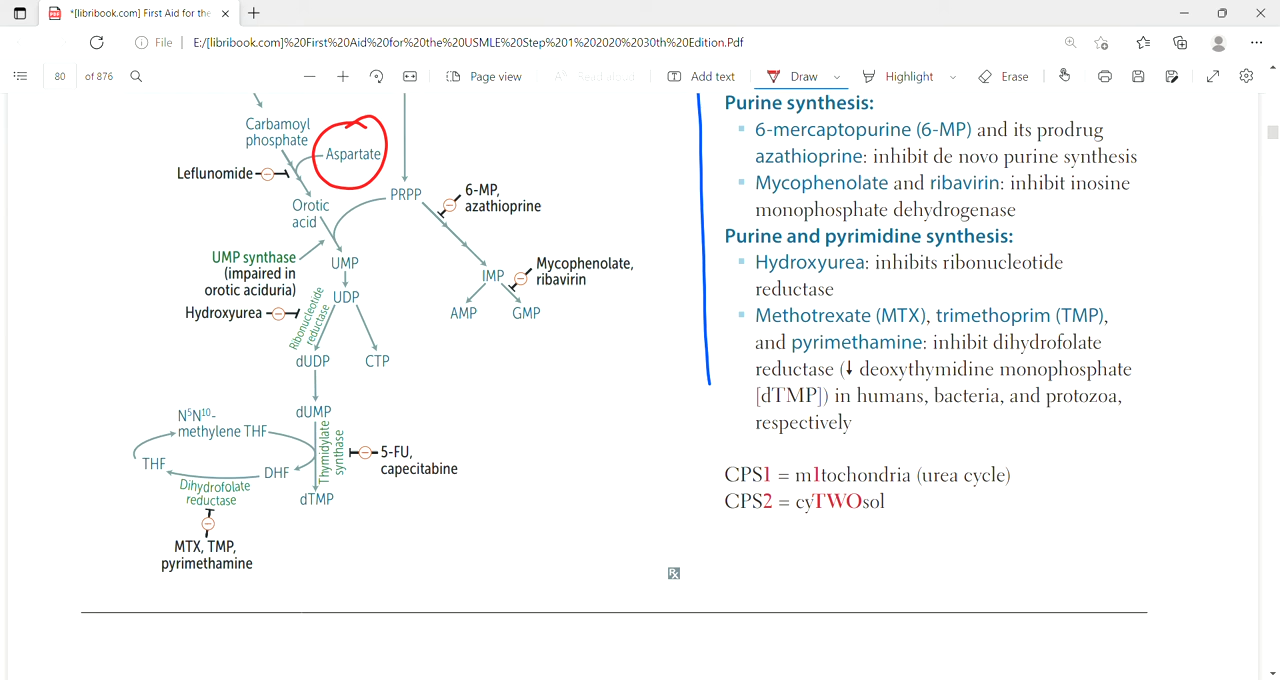 *[libribook.com] First Aid for the
File
E:/[libribook.com]%20First%20Aid%20for%20the%20USMLE%20Step%201%202020%2030th%20Edition.Pdf
80 of 876
Page view
Read aloud
Add text
Draw
Highlight
Erase
Carbamoyl
phosphate
Aspartate
Leflunomide
Orotic
acid
PRPP
6-MP,
azathioprine
UMP synthase
(impaired in
orotic aciduria)
UMP
IMP
Mycophenolate,
ribavirin
Hydroxyurea
Ribonucleotide
reductase
UDP
AMP
GMP
dUDP
CTP
N5N10-
methylene THF
dUMP
Thymidylate
synthase
5-FU,
capecitabine
THF
DHF
Dihydrofolate
reductase
dTMP
MTX, TMP,
pyrimethamine
Purine synthesis:
6-mercaptopurine (6-MP) and its prodrug
azathioprine: inhibit de novo purine synthesis
Mycophenolate and ribavirin: inhibit inosine
monophosphate dehydrogenase
Purine and pyrimidine synthesis:
Hydroxyurea: inhibits ribonucleotide
reductase
Methotrexate (MTX), trimethoprim (TMP),
and pyrimethamine: inhibit dihydrofolate
reductase (↓ deoxythymidine monophosphate
[dTMP]) in humans, bacteria, and protozoa,
respectively
CPS1 = m1tochondria (urea cycle)
CPS2 = cyTWOsol
Rx